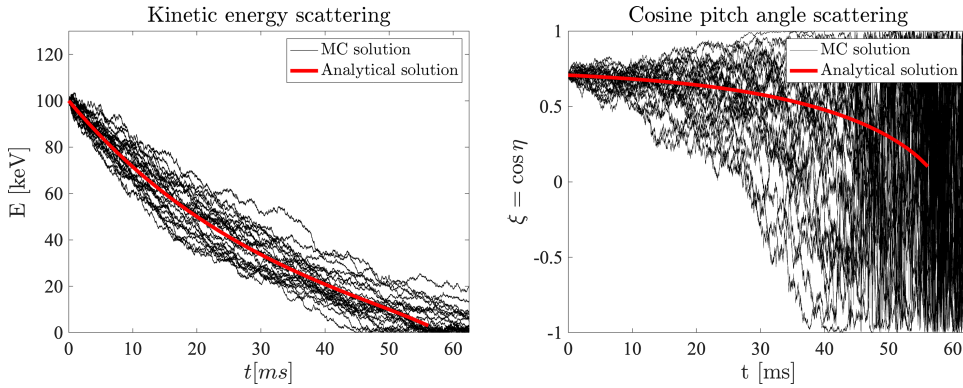 Kinetic energy scattering
MC solution
Analytical solution
E [keV]
120
100
80
60
40
20
0
0 10 20 30 40 50 60
t[ms]
Cosine pitch angle scattering
MC solution
Analytical solution
ξ = cos η
1
0.5
0
-0.5
-1
0 10 20 30 40 50 60
t [ms]